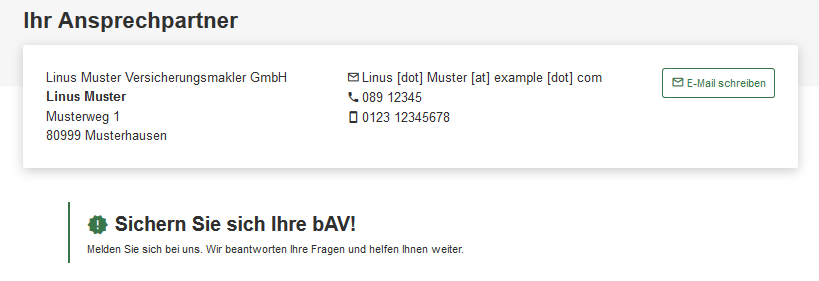 Ihr Ansprechpartner
Linus Muster Versicherungsmakler GmbH
Linus Muster
Musterweg 1
80999 Musterhausen
Linus [dot] Muster [at] example [dot] com
089 12345
0123 12345678
E-Mail schreiben
Sichern Sie sich Ihre bAV!
Melden Sie sich bei uns. Wir beantworten Ihre Fragen und helfen Ihnen weiter.